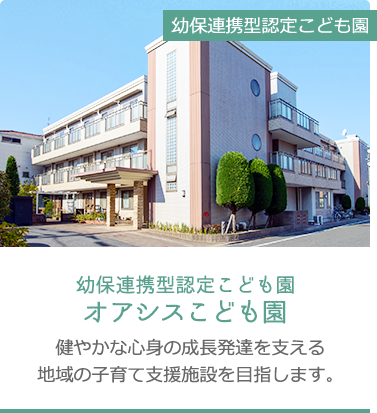 幼保連携型認定こども園
幼保連携型認定こども園
オアシスこども園
健やかな心身の成長発達を支える
地域の子育て支援施設を目指します。